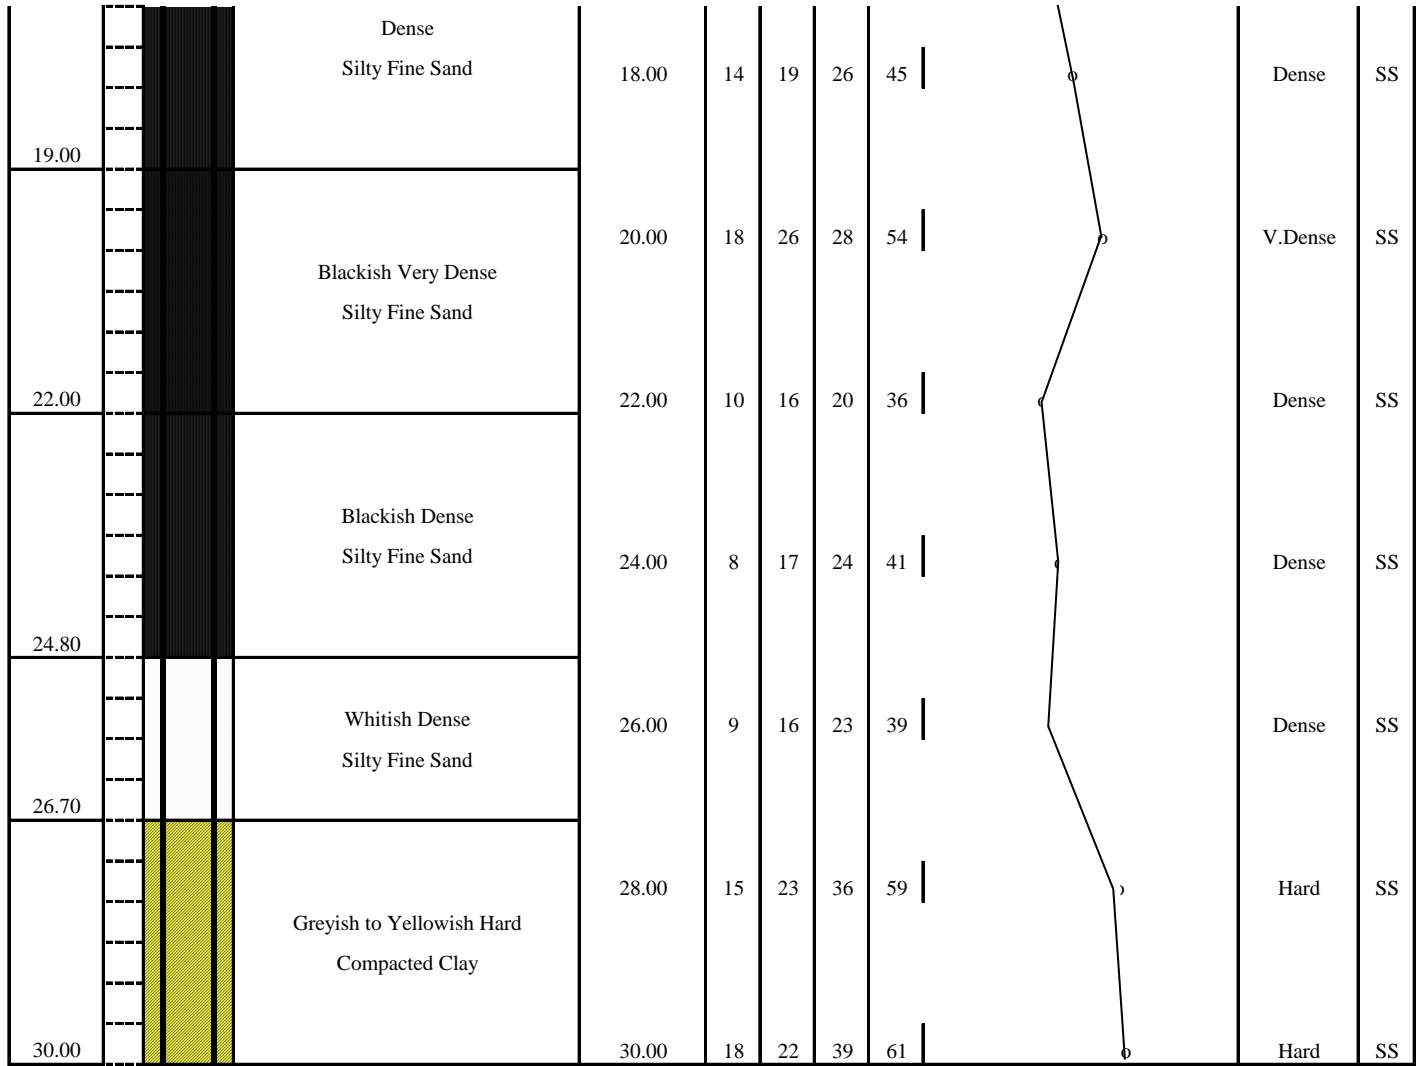 Dense
Silty Fine Sand
18.00 14 19 26 45 Dense SS
19.00
20.00 18 26 28 54 V.Dense SS
Blackish Very Dense
Silty Fine Sand
22.00 22.00 10 16 20 36 Dense SS
Blackish Dense
Silty Fine Sand
24.00 8 17 24 41 Dense SS
24.80
Whitish Dense
26.00 9 16 23 39 Dense SS
Silty Fine Sand
26.70
28.00 15 23 36 59 Hard SS
Greyish to Yellowish Hard
Compacted Clay
30.00 30.00 18 22 39 61 Hard SS